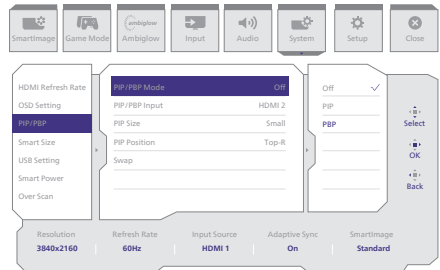 ambiglow
SmartImage Game Mode Ambiglow Input Audio System Setup Close
HDMI Refresh Rate
OSD Setting
PIP/PBP
Smart Size
USB Setting
Smart Power
Over Scan
PIP/PBP Mode Off
PIP/PBP Input HDMI 2
PIP Size Small
PIP Position Top-R
Swap
Off
PIP
PBP
Select
OK
Back
Resolution Refresh Rate Input Source Adaptive Sync SmartImage
3840x2160 60Hz HDMI 1 On Standard